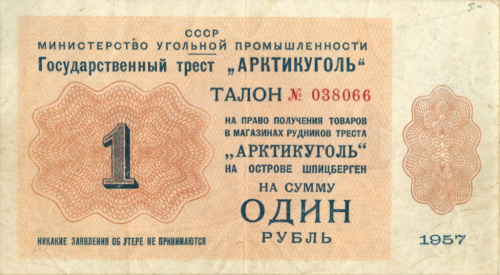 5-
СССР
МИНИСТЕРСТВО УГОЛЬНОЙ ПРОМЫШЛЕННОСТИ
Государственный трест „АРКТИКУГОЛЬ“
ТАЛОН № 038066
НА ПРАВО ПОЛУЧЕНИЯ ТОВАРОВ
В МАГАЗИНАХ РУДНИКОВ ТРЕСТА
„АРКТИКУГОЛЬ“
НА ОСТРОВЕ ШПИЦБЕРГЕН
НА СУММУ
ОДИН
РУБЛЬ
1
НИКАКИЕ ЗАЯВЛЕНИЯ ОБ УТЕРЕ НЕ ПРИНИМАЮТСЯ
1957